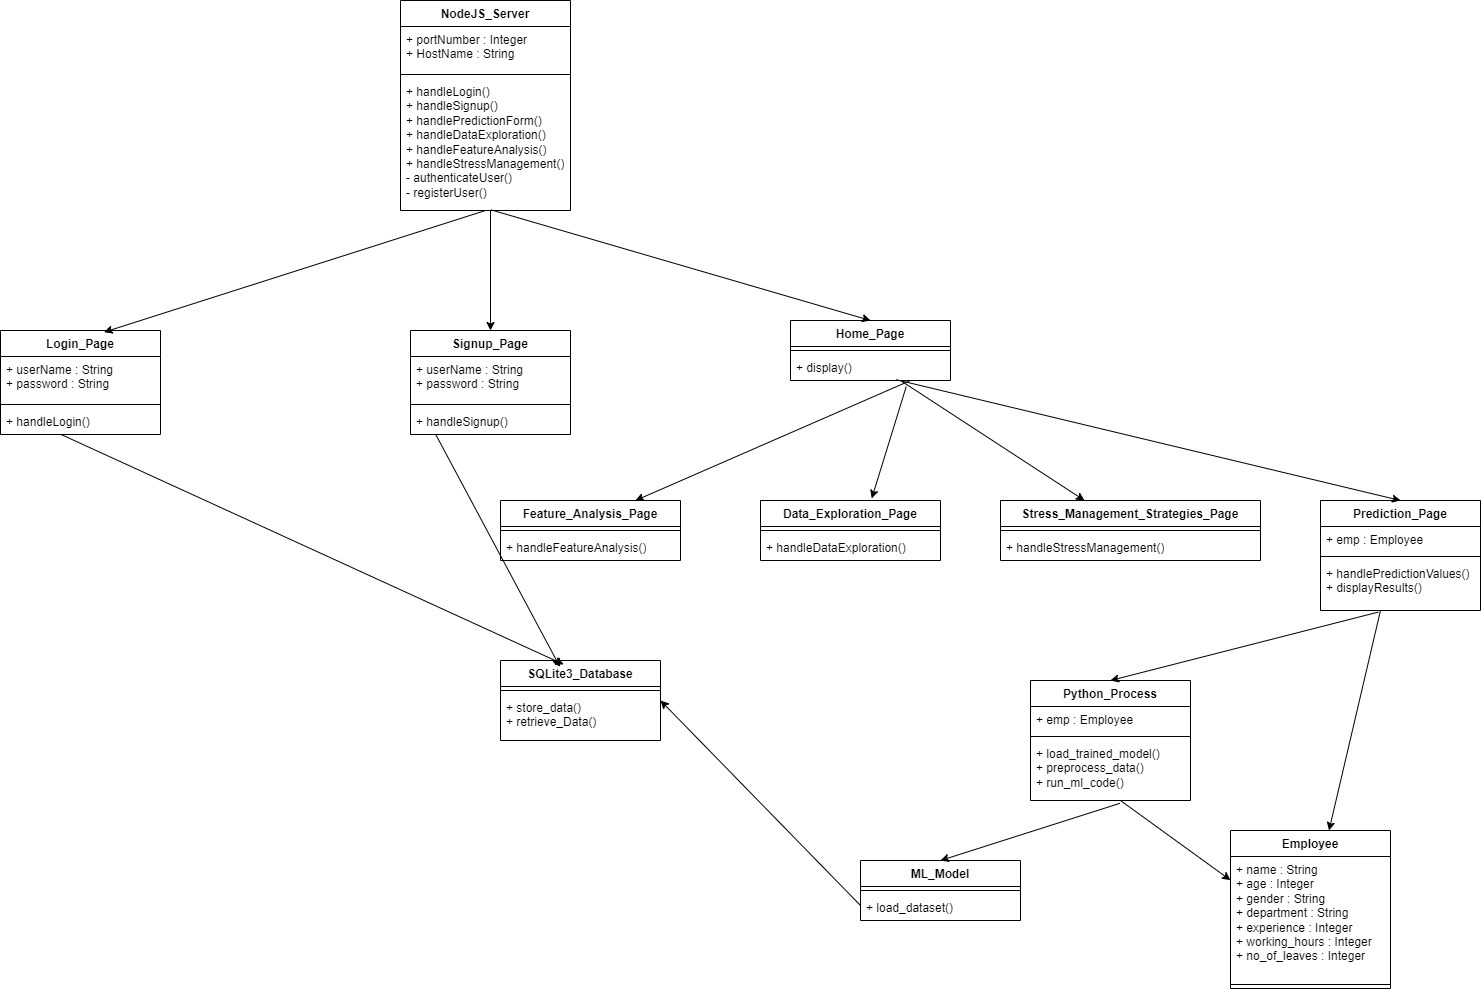 NodeJS_Server
+ portNumber : Integer
+ HostName : String
+ handleLogin()
+ handleSignup()
+ handlePredictionForm()
+ handleDataExploration()
+ handleFeatureAnalysis()
+ handleStressManagement()
- authenticateUser()
- registerUser()
Login_Page
+ userName : String
+ password : String
+ handleLogin()
Signup_Page
+ userName : String
+ password : String
+ handleSignup()
Home_Page
+ display()
Feature_Analysis_Page
+ handleFeatureAnalysis()
Data_Exploration_Page
+ handleDataExploration()
Stress_Management_Strategies_Page
+ handleStressManagement()
Prediction_Page
+ emp : Employee
+ handlePredictionValues()
+ displayResults()
SQLite3_Database
+ store_data()
+ retrieve_Data()
Python_Process
+ emp : Employee
+ load_trained_model()
+ preprocess_data()
+ run_ml_code()
ML_Model
+ load_dataset()
Employee
+ name : String
+ age : Integer
+ gender : String
+ department : String
+ experience : Integer
+ working_hours : Integer
+ no_of_leaves : Integer